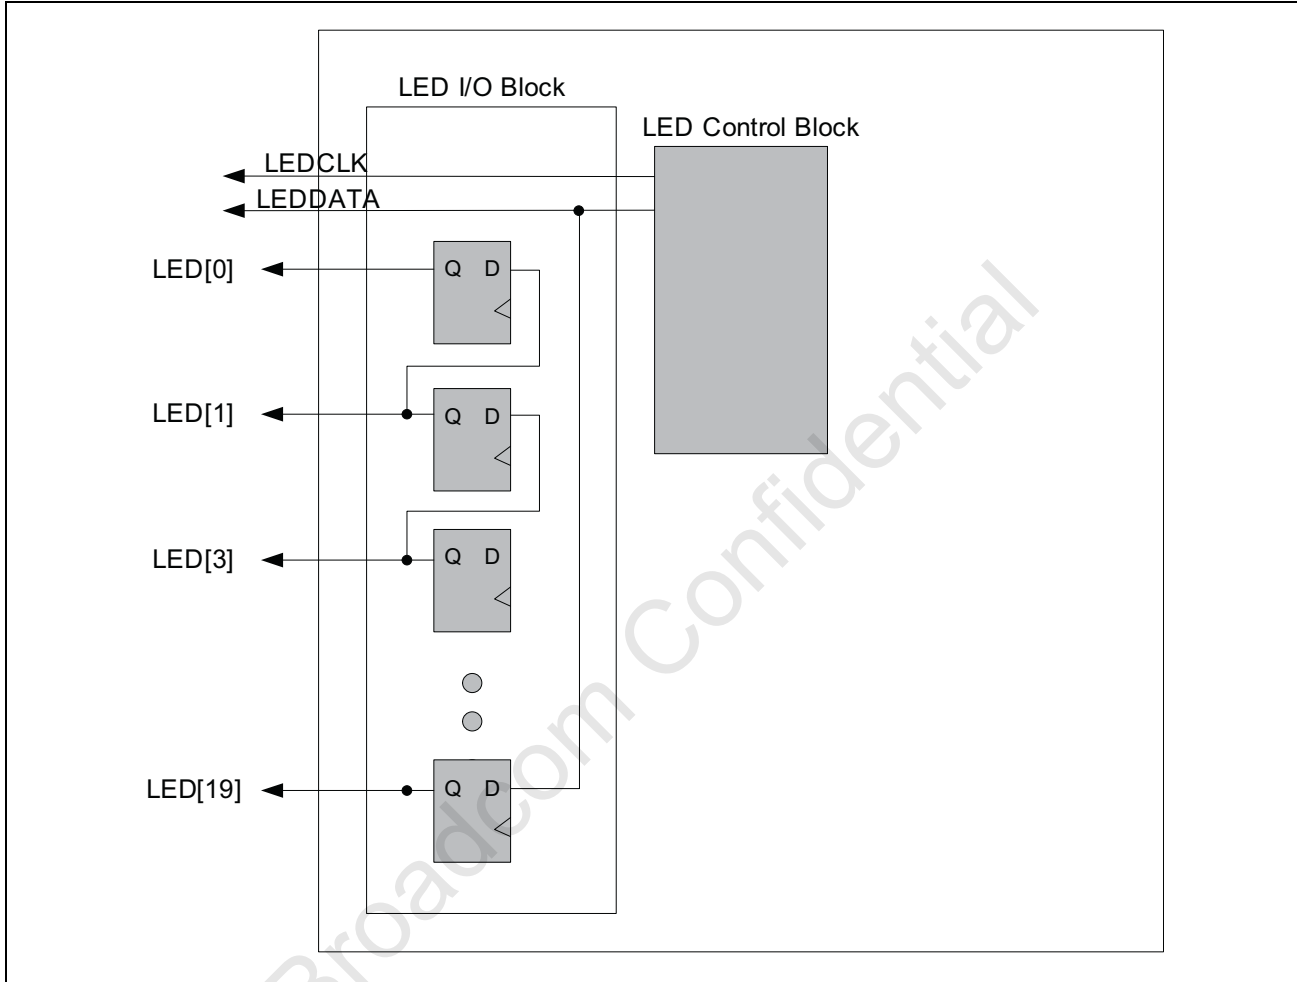 LED I/O Block
LED Control Block
LEDCLK
LEDDATA
LED[0]
Q D
LED[1]
Q D
LED[3]
Q D
LED[19]
Q D
Broadcom Confidential